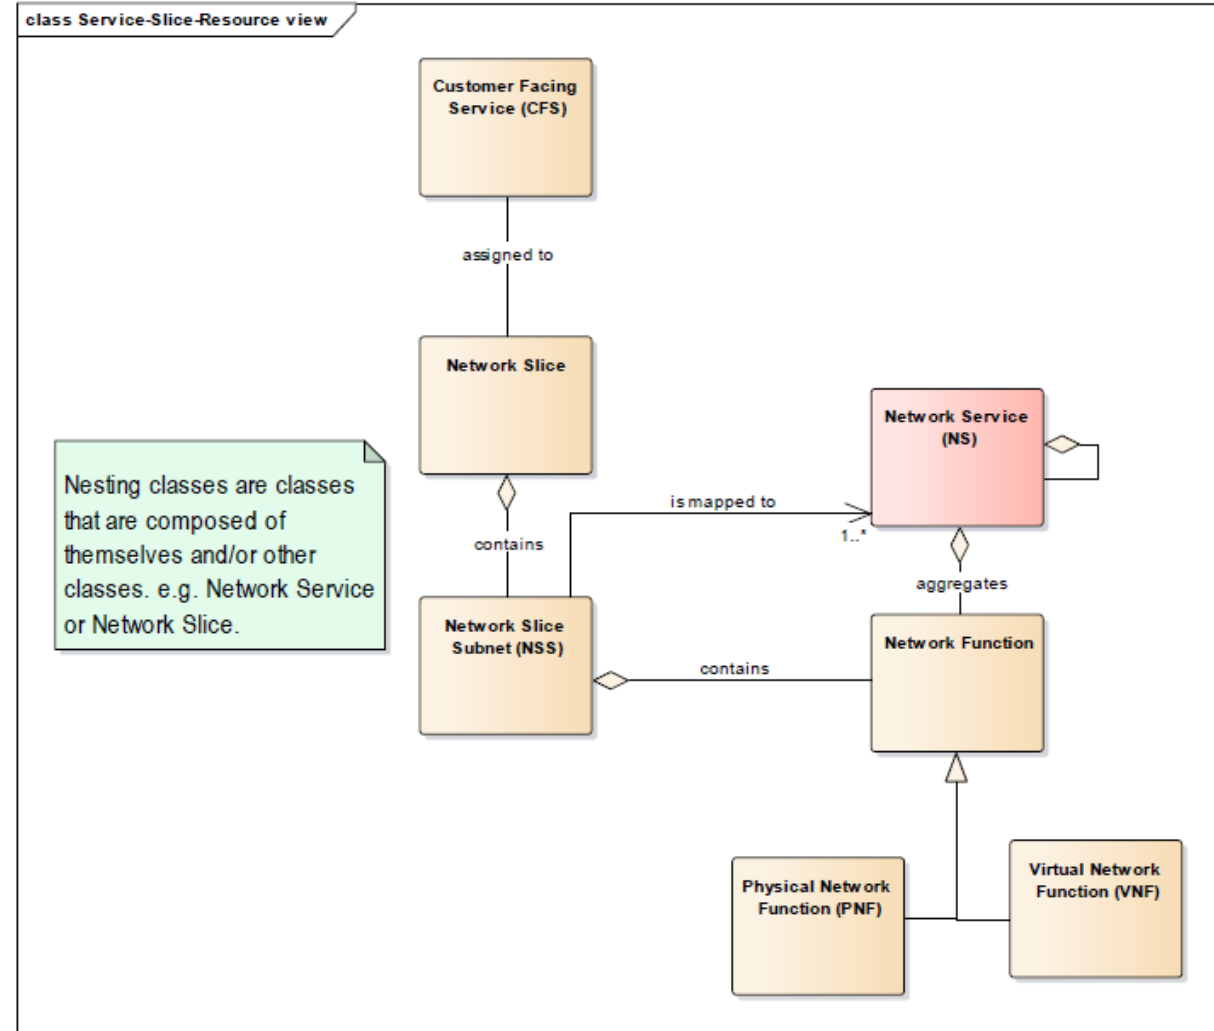 class Service-Slice-Resource view
Customer Facing
Service (CFS)
assigned to
Network Slice
Network Service
(NS)
Nesting classes are classes
that are composed of
themselves and/or other
classes. e.g. Network Service
or Network Slice.
is mapped to
1..*
contains
aggregates
Network Slice
Subnet (NSS)
Network Function
contains
Physical Network
Function (PNF)
Virtual Network
Function (VNF)